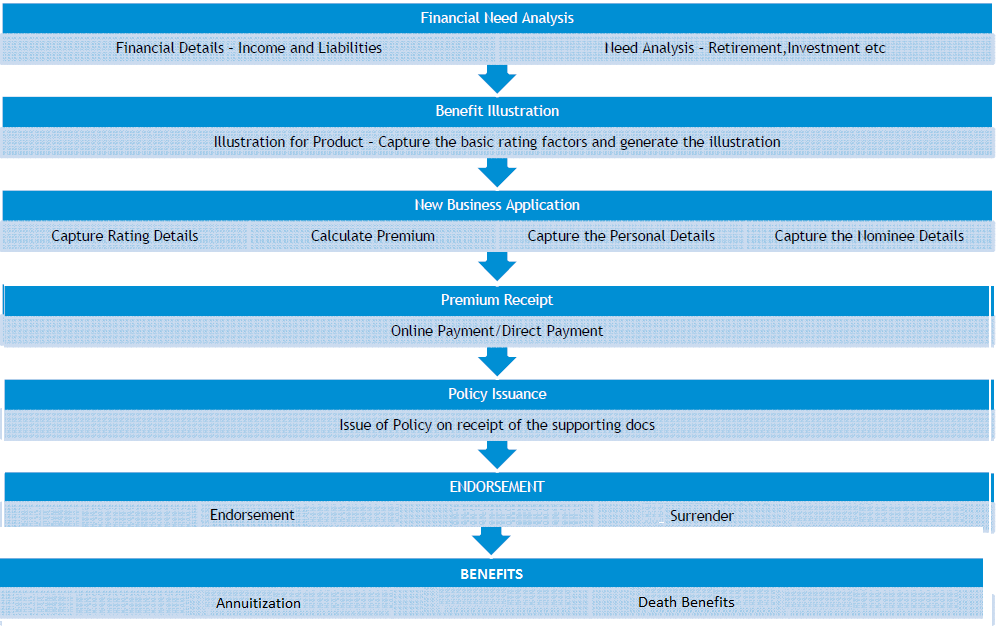 Financial Need Analysis
Financial Details – Income and Liabilities
Need Analysis – Retirement,Investment etc
Benefit Illustration
Illustration for Product – Capture the basic rating factors and generate the illustration
New Business Application
Capture Rating Details
Calculate Premium
Capture the Personal Details
Capture the Nominee Details
Premium Receipt
Online Payment/Direct Payment
Policy Issuance
Issue of Policy on receipt of the supporting docs
ENDORSEMENT
Endorsement
Surrender
BENEFITS
Annuitization
Death Benefits